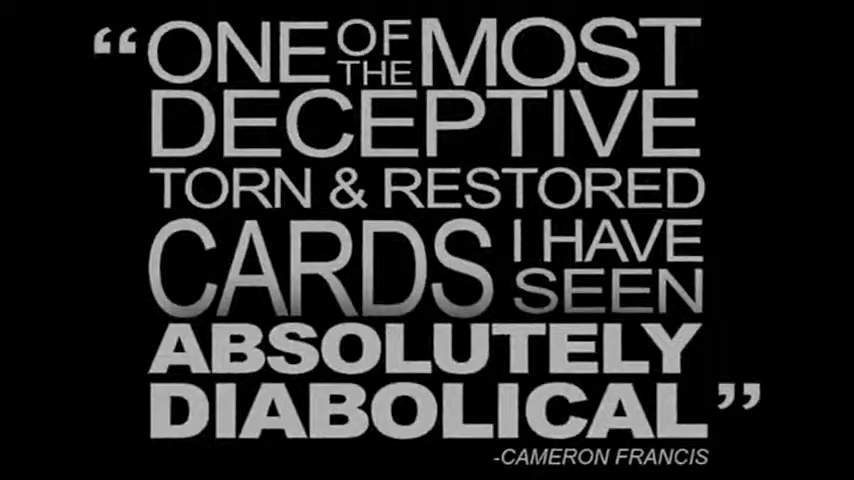 “ONE OF THE MOST
DECEPTIVE
TORN & RESTORED
CARDS I HAVE SEEN
ABSOLUTELY
DIABOLICAL”
-CAMERON FRANCIS